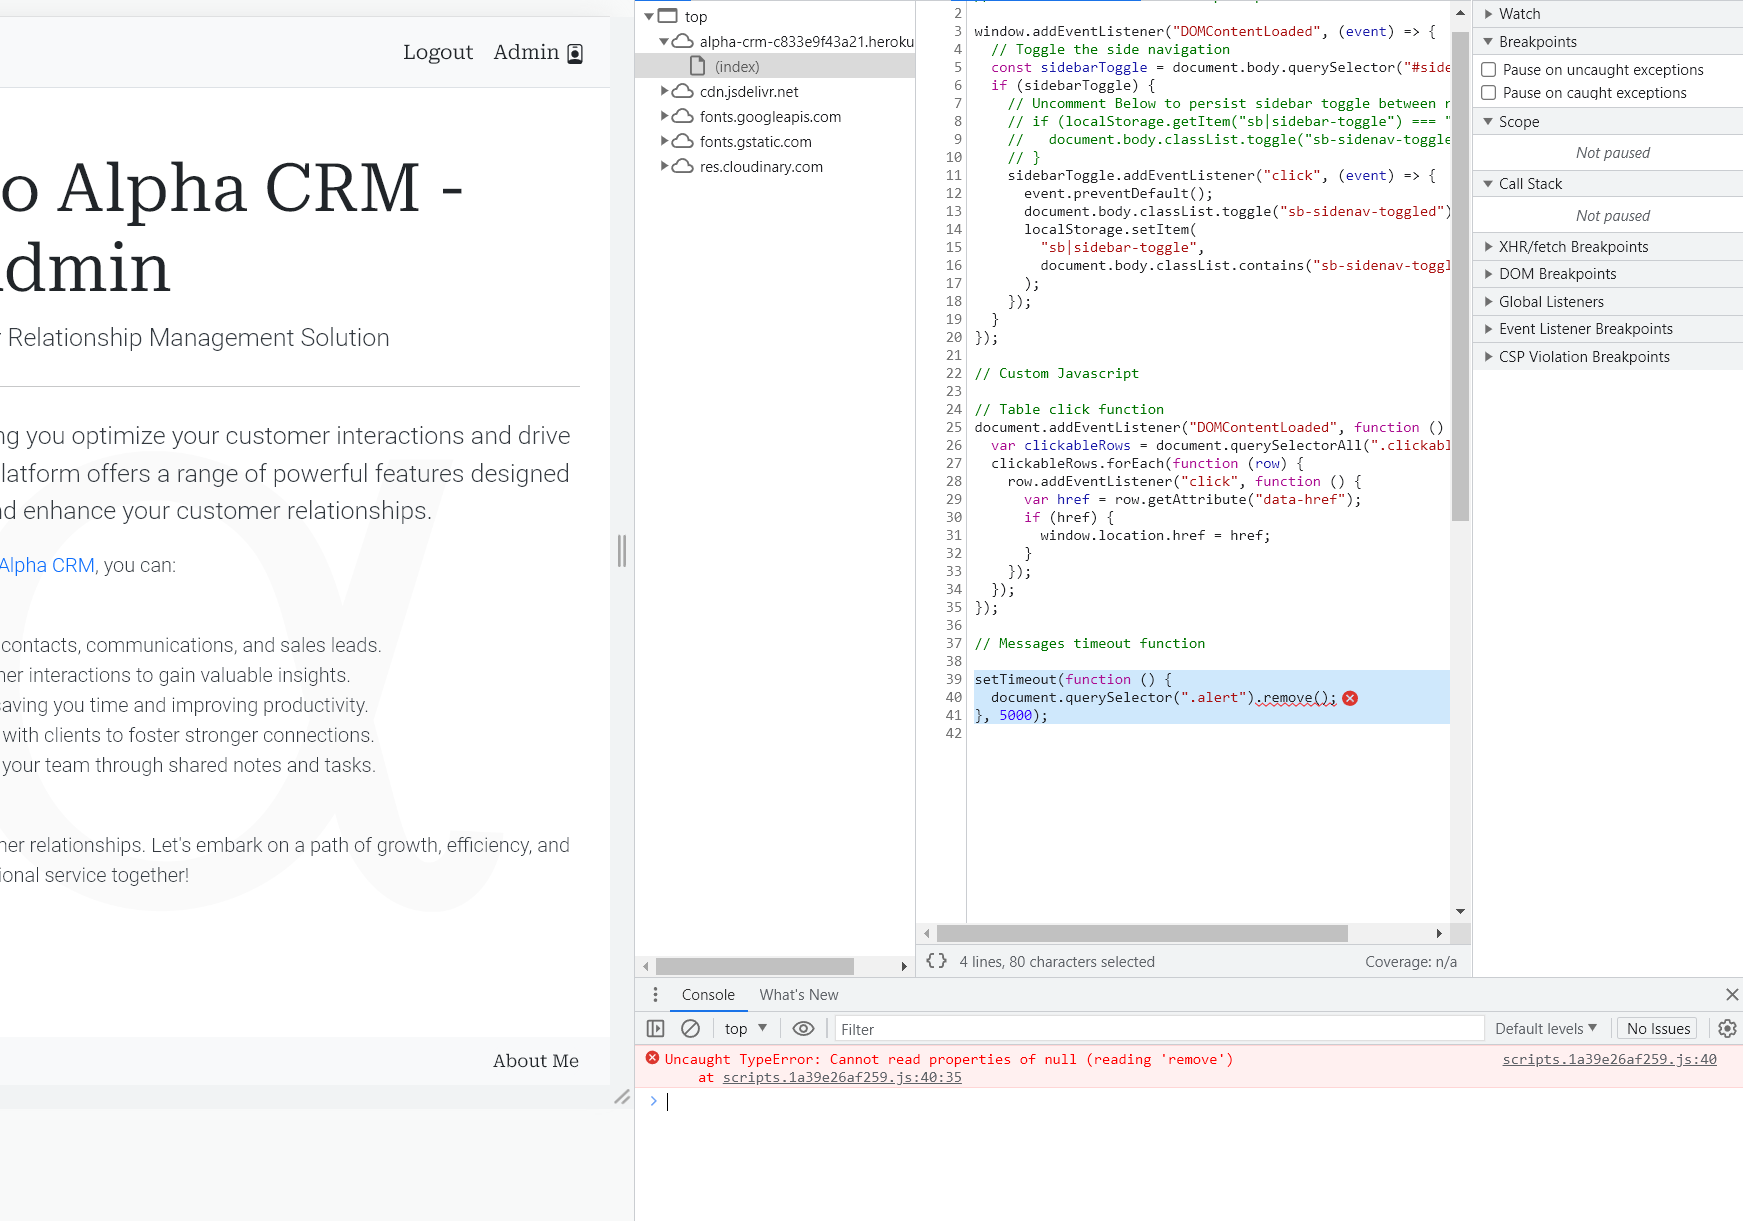 Logout Admin
o Alpha CRM -
dmin
Relationship Management Solution
ng you optimize your customer interactions and drive
latform offers a range of powerful features designed
nd enhance your customer relationships.
Alpha CRM, you can:
contacts, communications, and sales leads.
ner interactions to gain valuable insights.
saving you time and improving productivity.
with clients to foster stronger connections.
your team through shared notes and tasks.
ner relationships. Let's embark on a path of growth, efficiency, and
ional service together!
About Me
top
alpha-crm-c833e9f43a21.heroku
(index)
cdn.jsdelivr.net
fonts.googleapis.com
fonts.gstatic.com
res.cloudinary.com
2
3 window.addEventListener("DOMContentLoaded", (event) => {
4 // Toggle the side navigation
5 const sidebarToggle = document.body.querySelector("#side
6 if (sidebarToggle) {
7 // Uncomment Below to persist sidebar toggle between r
8 // if (localStorage.getItem("sb|sidebar-toggle") === "
9 // document.body.classList.toggle("sb-sidenav-toggle
10 // }
11 sidebarToggle.addEventListener("click", (event) => {
12 event.preventDefault();
13 document.body.classList.toggle("sb-sidenav-toggled")
14 localStorage.setItem(
15 "sb|sidebar-toggle",
16 document.body.classList.contains("sb-sidenav-toggl
17 );
18 });
19 }
20 });
21
22 // Custom Javascript
23
24 // Table click function
25 document.addEventListener("DOMContentLoaded", function ()
26 var clickableRows = document.querySelectorAll(".clickabl
27 clickableRows.forEach(function (row) {
28 row.addEventListener("click", function () {
29 var href = row.getAttribute("data-href");
30 if (href) {
31 window.location.href = href;
32 }
33 });
34 });
35 });
36
37 // Messages timeout function
38
39 setTimeout(function () {
40 document.querySelector(".alert").remove();
41 }, 5000);
42
{} 4 lines, 80 characters selected Coverage: n/a
Watch
Breakpoints
Pause on uncaught exceptions
Pause on caught exceptions
Scope
Not paused
Call Stack
Not paused
XHR/fetch Breakpoints
DOM Breakpoints
Global Listeners
Event Listener Breakpoints
CSP Violation Breakpoints
Console What's New
top Filter Default levels No Issues
Uncaught TypeError: Cannot read properties of null (reading 'remove') scripts.1a39e26af259.js:40
at scripts.1a39e26af259.js:40:35